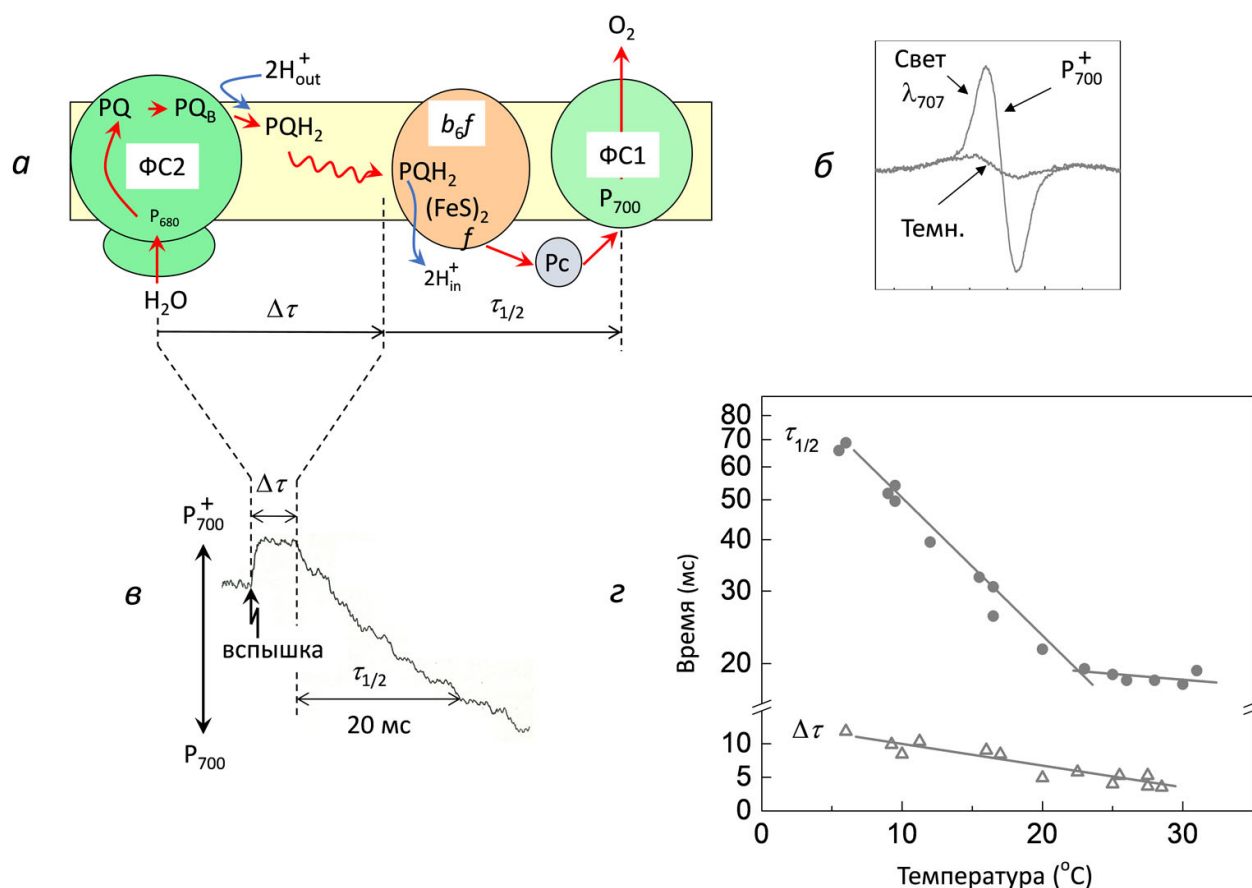 а
O2
2H+out
PQ
PQB
PQH2
ФС2
P680
H2O
b6f
PQH2
(FeS)2
f
2H+in
Pc
ФС1
P700
Δτ
τ1/2
б
Свет
λ707
P+700
Темн.
в
Δτ
P+700
вспышка
τ1/2
20 мс
P700
г
Время (мс)
80
70
60
50
40
30
20
10
5
0
τ1/2
Δτ
0
10
20
30
Температура (oC)